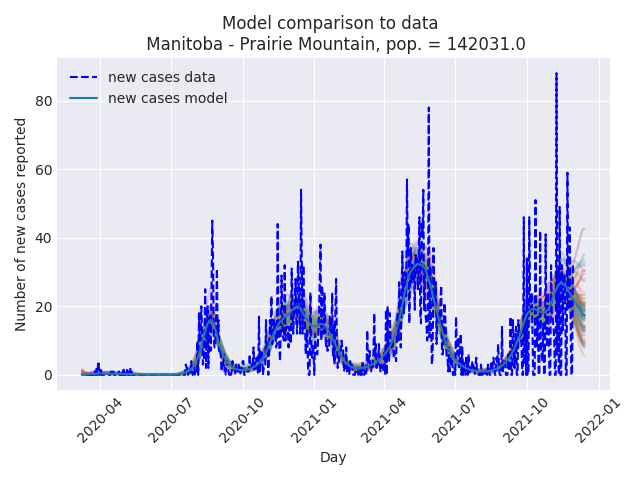 Model comparison to data
Manitoba - Prairie Mountain, pop. = 142031.0
new cases data
new cases model
Number of new cases reported
80
60
40
20
0
2020-04
2020-07
2020-10
2021-01
2021-04
2021-07
2021-10
2022-01
Day